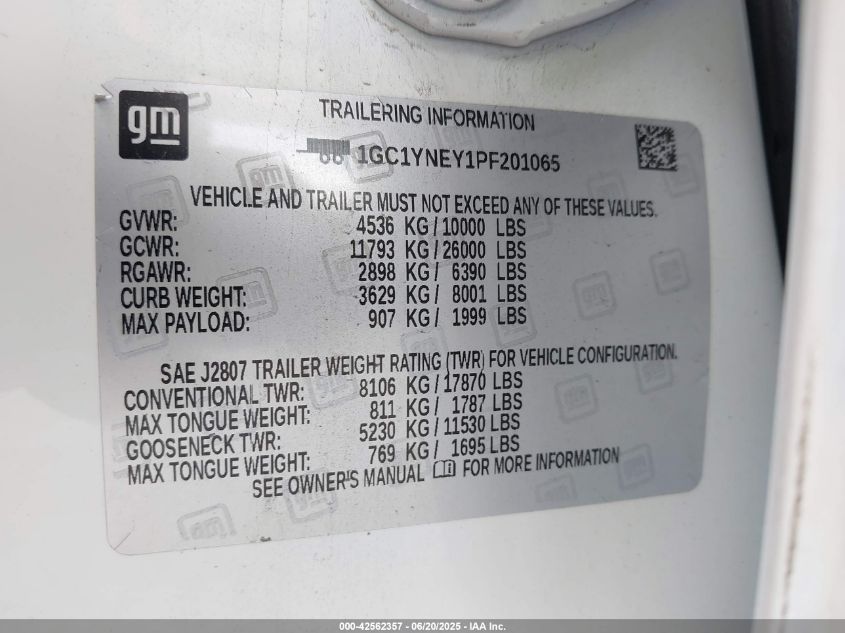 gm
TRAILERING INFORMATION
1GC1YNEY1PF201065
VEHICLE AND TRAILER MUST NOT EXCEED ANY OF THESE VALUES.
GVWR: 4536 KG / 10000 LBS
GCWR: 11793 KG / 26000 LBS
RGAWR: 2898 KG / 6390 LBS
CURB WEIGHT: 3629 KG / 8001 LBS
MAX PAYLOAD: 907 KG / 1999 LBS
SAE J2807 TRAILER WEIGHT RATING (TWR) FOR VEHICLE CONFIGURATION.
CONVENTIONAL TWR: 8106 KG / 17870 LBS
MAX TONGUE WEIGHT: 811 KG / 1787 LBS
GOOSENECK TWR: 5230 KG / 11530 LBS
MAX TONGUE WEIGHT: 769 KG / 1695 LBS
SEE OWNER'S MANUAL FOR MORE INFORMATION
000-42562357 - 06/20/2025 - IAA Inc.